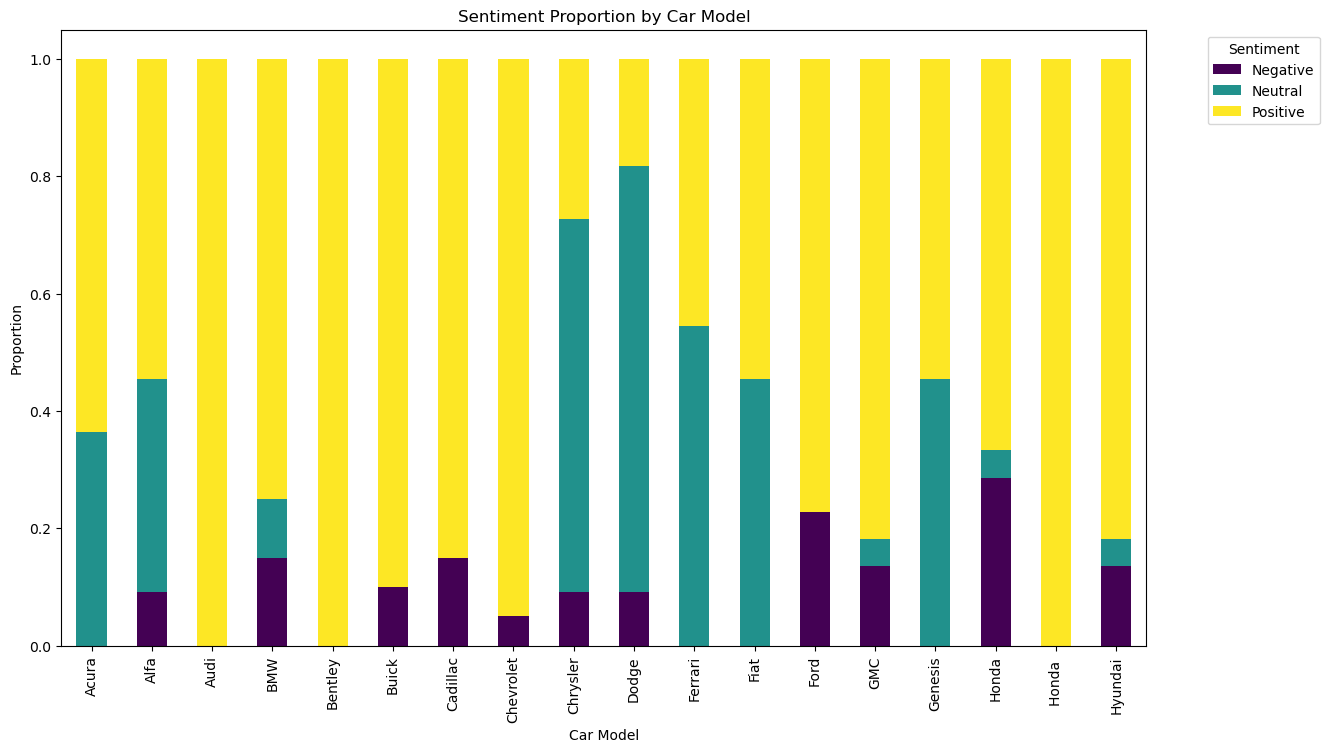 Sentiment Proportion by Car Model
Sentiment
Negative
Neutral
Positive
Proportion
1.0
0.8
0.6
0.4
0.2
0.0
Acura
Alfa
Audi
BMW
Bentley
Buick
Cadillac
Chevrolet
Chrysler
Dodge
Ferrari
Fiat
Ford
GMC
Genesis
Honda
Honda
Hyundai
Car Model